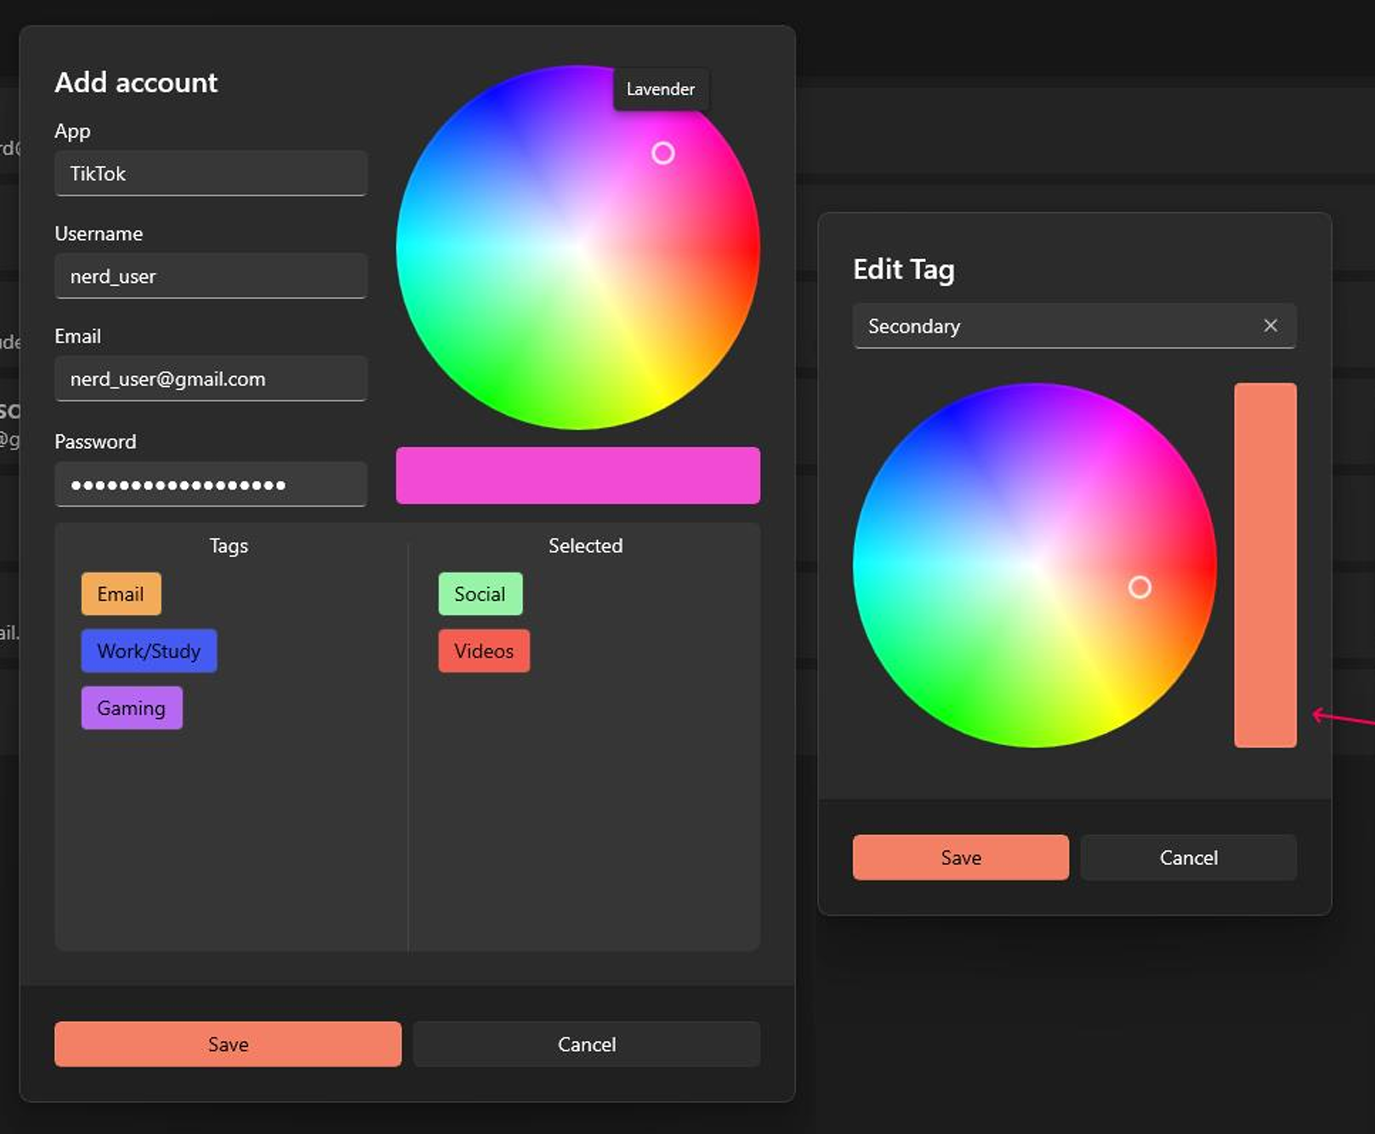 Add account
Lavender
App
TikTok
Username
nerd_user
Email
nerd_user@gmail.com
Password
Tags
Selected
Email
Social
Work/Study
Videos
Gaming
Save
Cancel
Edit Tag
Secondary
Save
Cancel